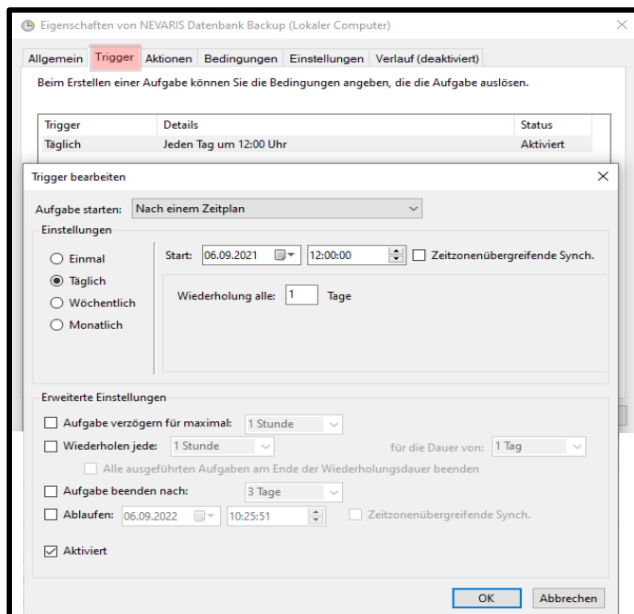 Eigenschaften von NEVARIS Datenbank Backup (Lokaler Computer)
Allgemein Trigger Aktionen Bedingungen Einstellungen Verlauf (deaktiviert)
Beim Erstellen einer Aufgabe können Sie die Bedingungen angeben, die die Aufgabe auslösen.
Trigger Details Status
Täglich Jeden Tag um 12:00 Uhr Aktiviert
Trigger bearbeiten
Aufgabe starten: Nach einem Zeitplan
Einstellungen
Einmal Start: 06.09.2021 12:00:00 Zeitzonenübergreifende Synch.
Täglich
Wiederholung alle: 1 Tage
Wöchentlich
Monatlich
Erweiterte Einstellungen
Aufgabe verzögern für maximal: 1 Stunde
Wiederholen jede: 1 Stunde für die Dauer von: 1 Tag
Alle ausgeführten Aufgaben am Ende der Wiederholungsdauer beenden
Aufgabe beenden nach: 3 Tage
Ablaufen: 06.09.2022 10:25:51 Zeitzonenübergreifende Synch.
Aktiviert
OK Abbrechen